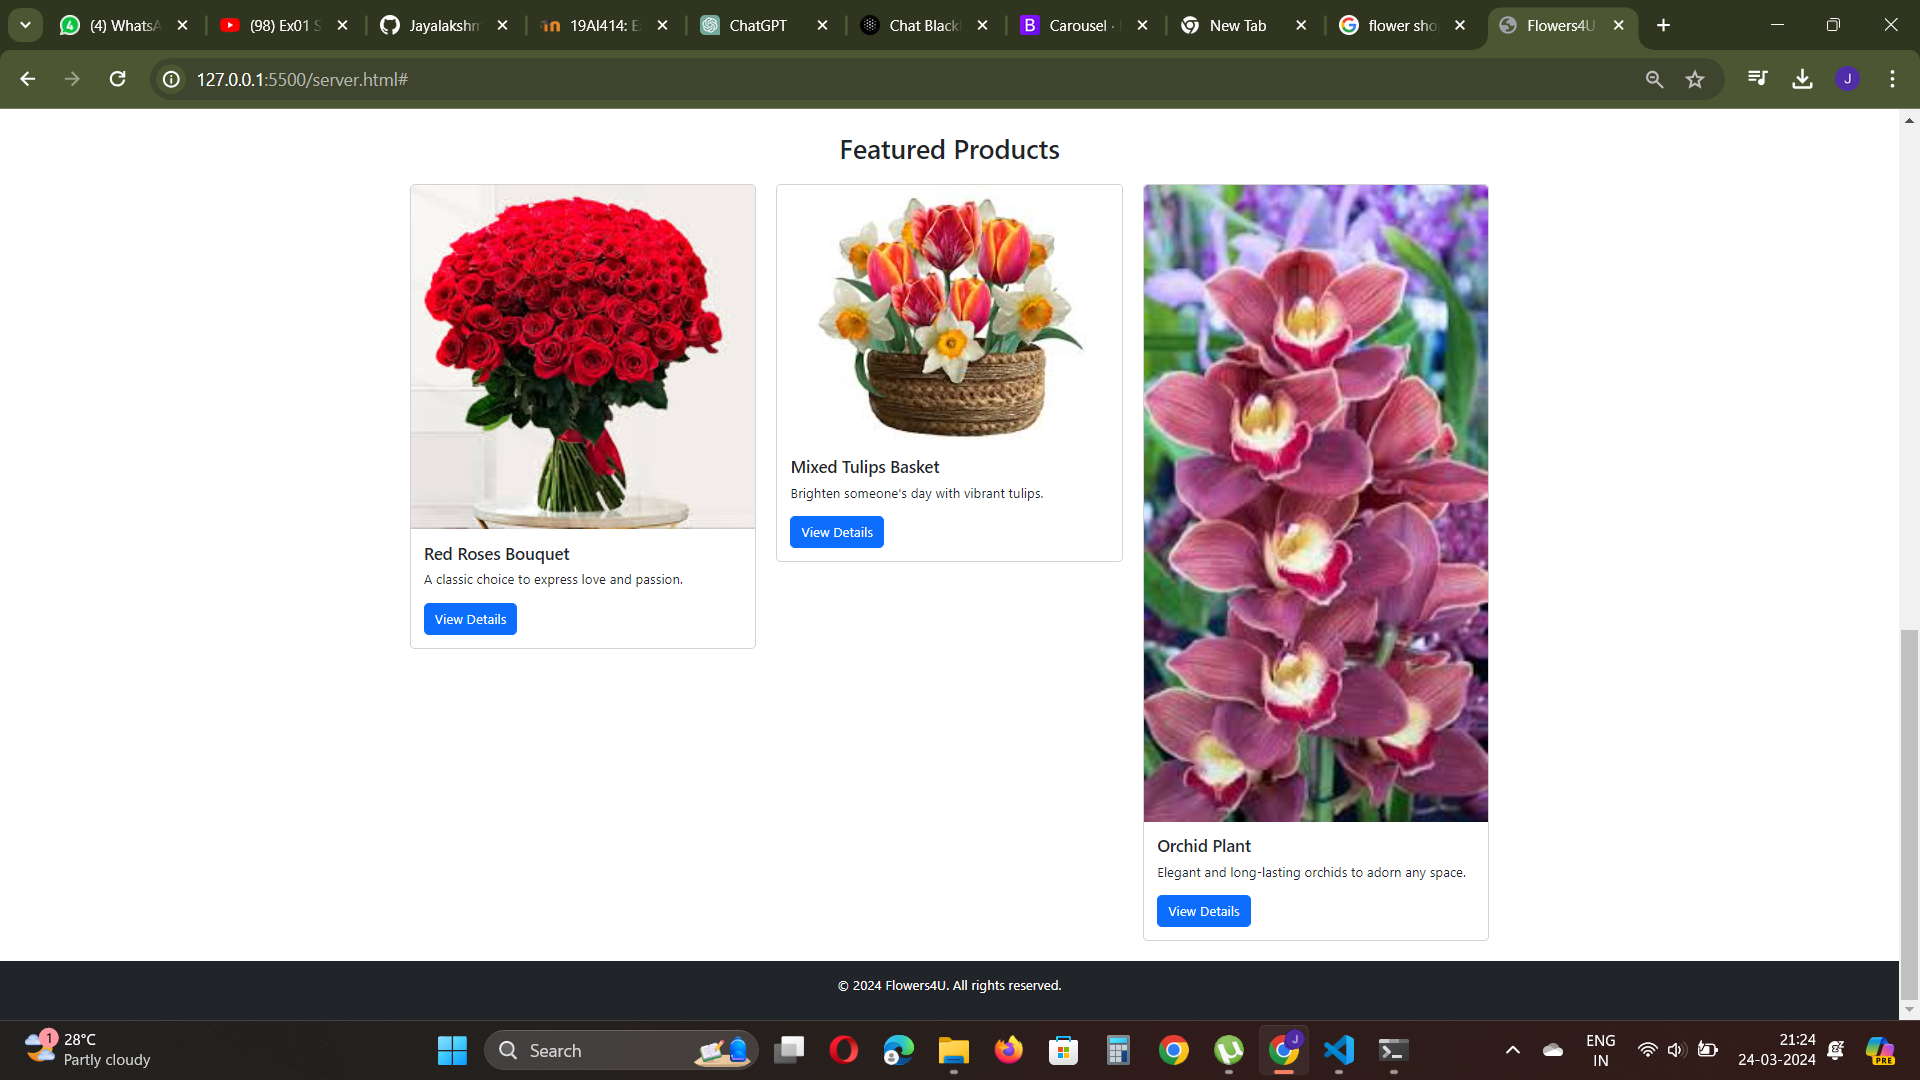 (4) WhatsA
(98) Ex01 S
Jayalakshm
19AI414: E
ChatGPT
Chat Black
Carousel ·
New Tab
flower sho
Flowers4U
127.0.0.1:5500/server.html#
J
Featured Products
Red Roses Bouquet
A classic choice to express love and passion.
View Details
Mixed Tulips Basket
Brighten someone's day with vibrant tulips.
View Details
Orchid Plant
Elegant and long-lasting orchids to adorn any space.
View Details
© 2024 Flowers4U. All rights reserved.
1
28°C
Partly cloudy
Search
J
ENG
IN
21:24
24-03-2024
PRE